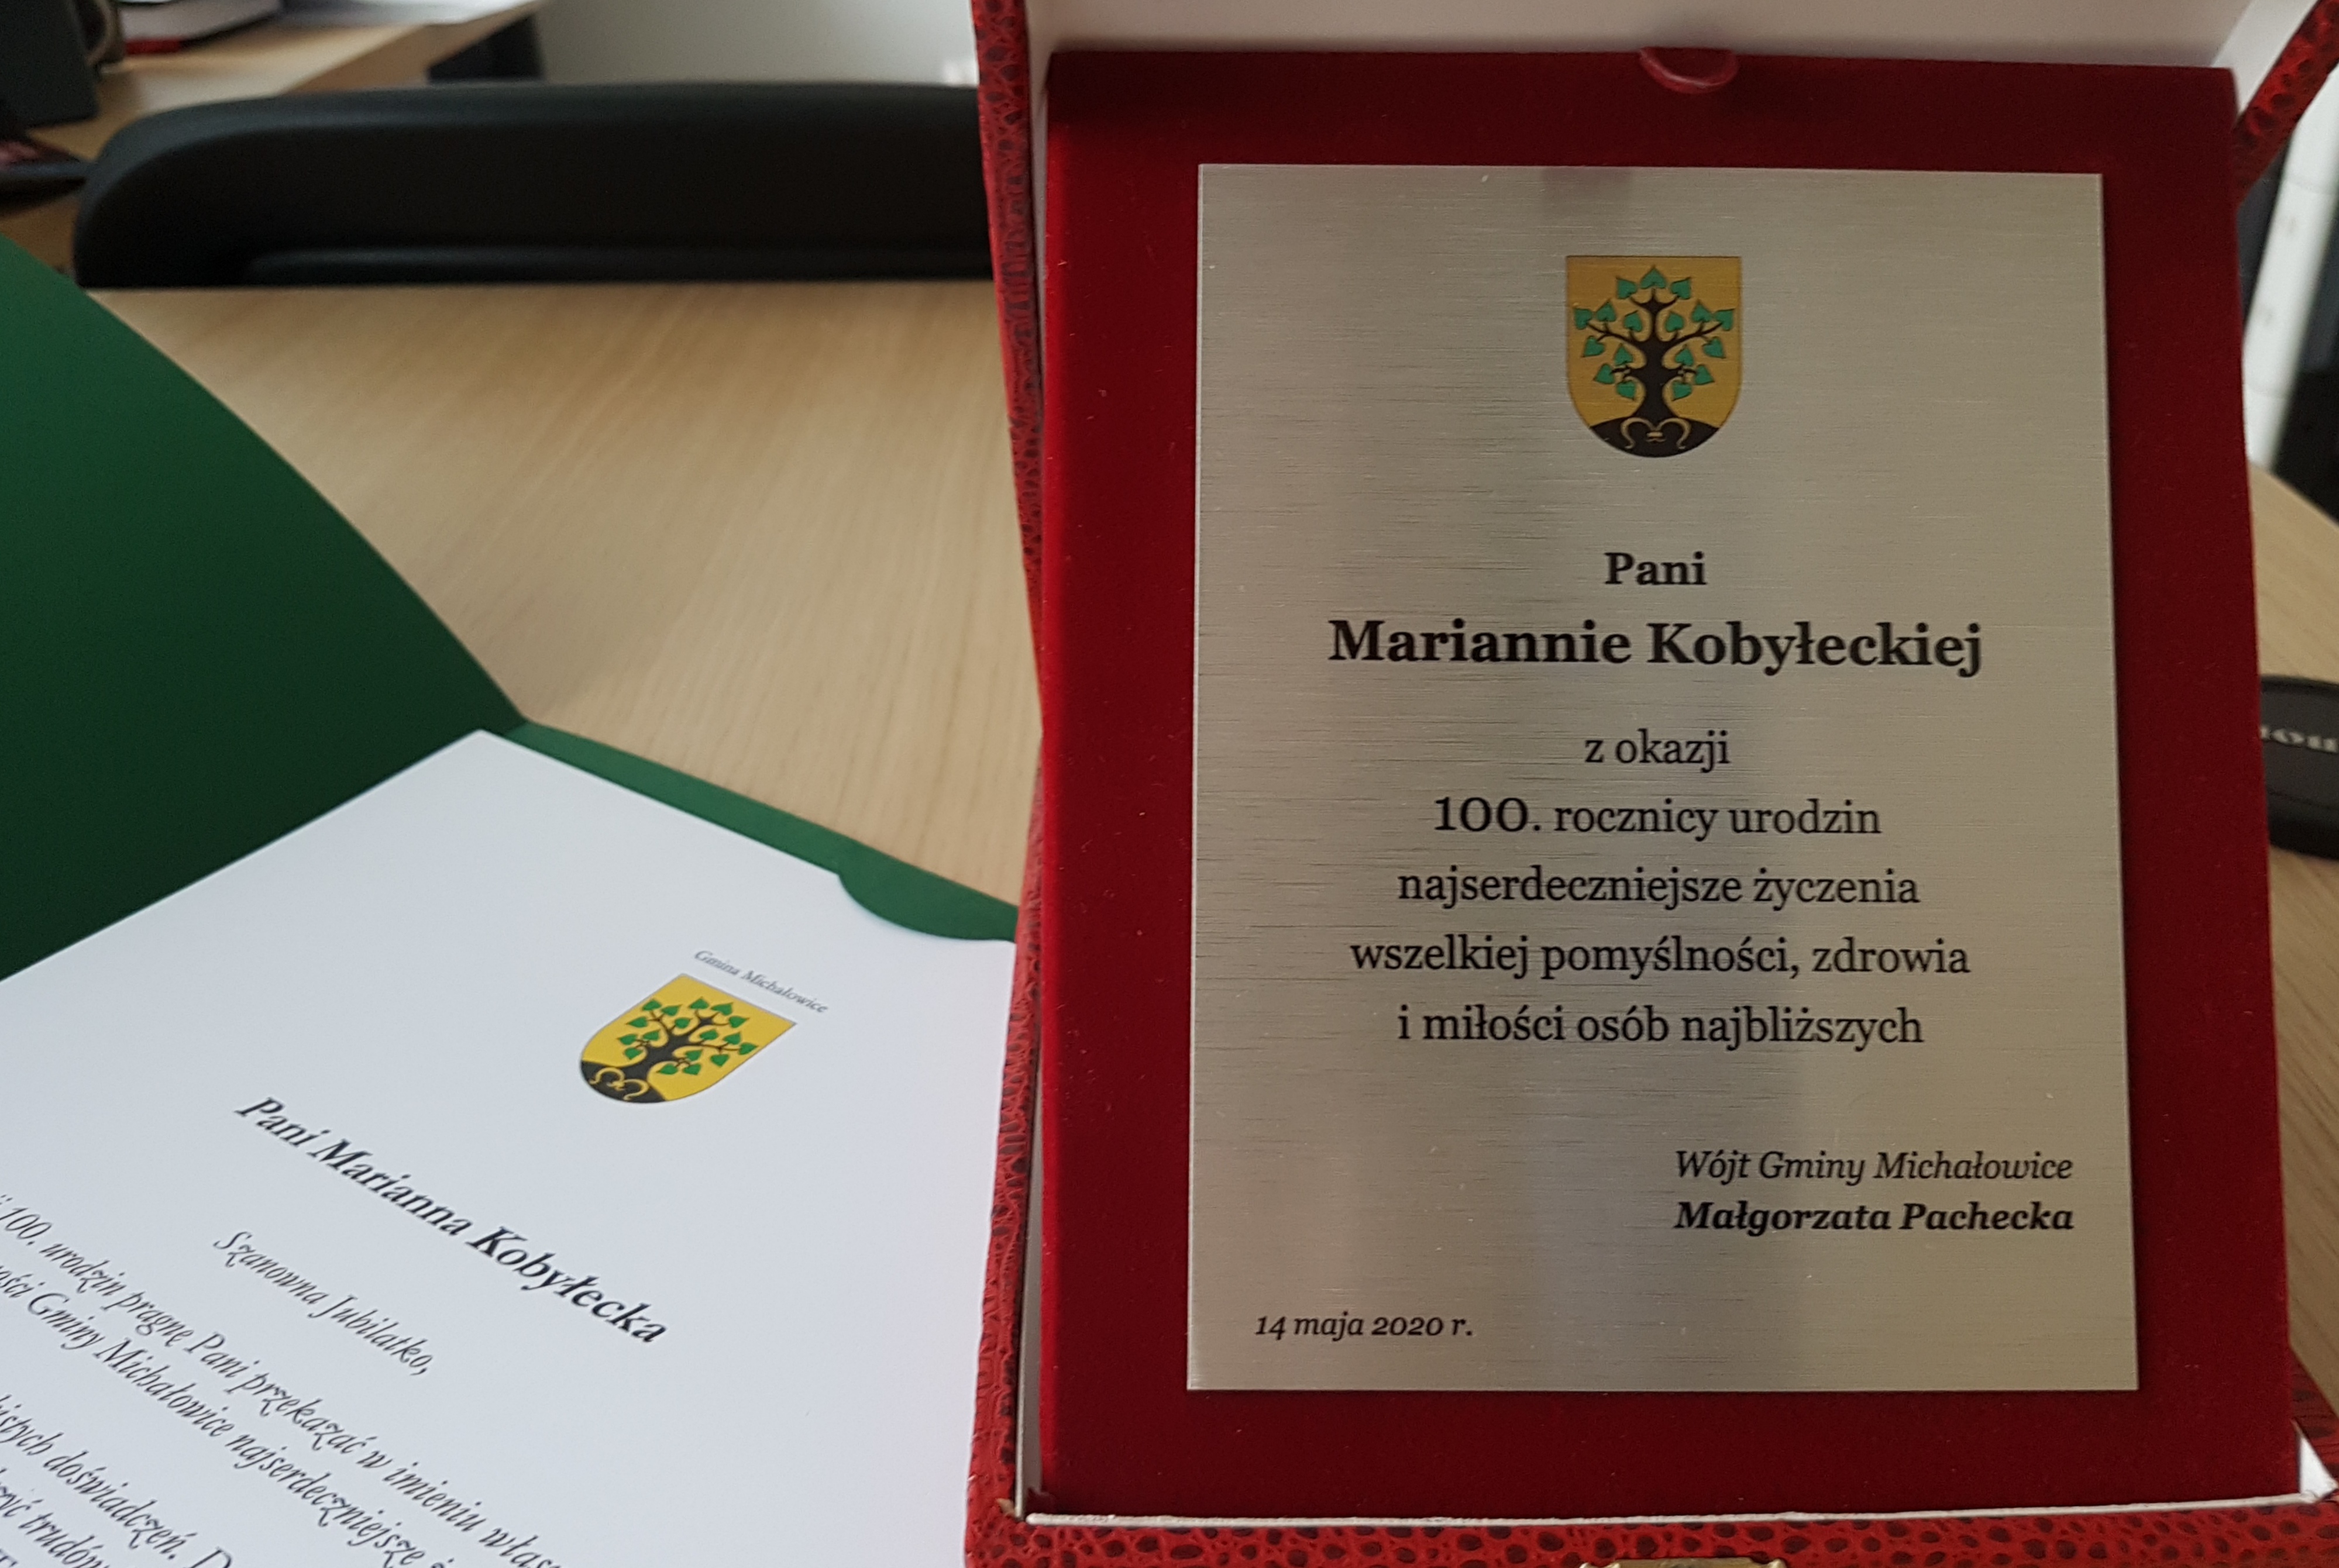 Pani
Mariannie Kobyłeckiej
z okazji
100. rocznicy urodzin
najserdeczniejsze życzenia
wszelkiej pomyślności, zdrowia
i miłości osób najbliższych
Wójt Gminy Michałowice
Małgorzata Pachecka
14 maja 2020 r.
Gmina Michałowice
Pani Marianna Kobyłecka
Szanowna Jubilatko,
100. urodzin pragnę Pani przekazać w imieniu
Gminy Michałowice najserdeczniejsze
doświadczeń.